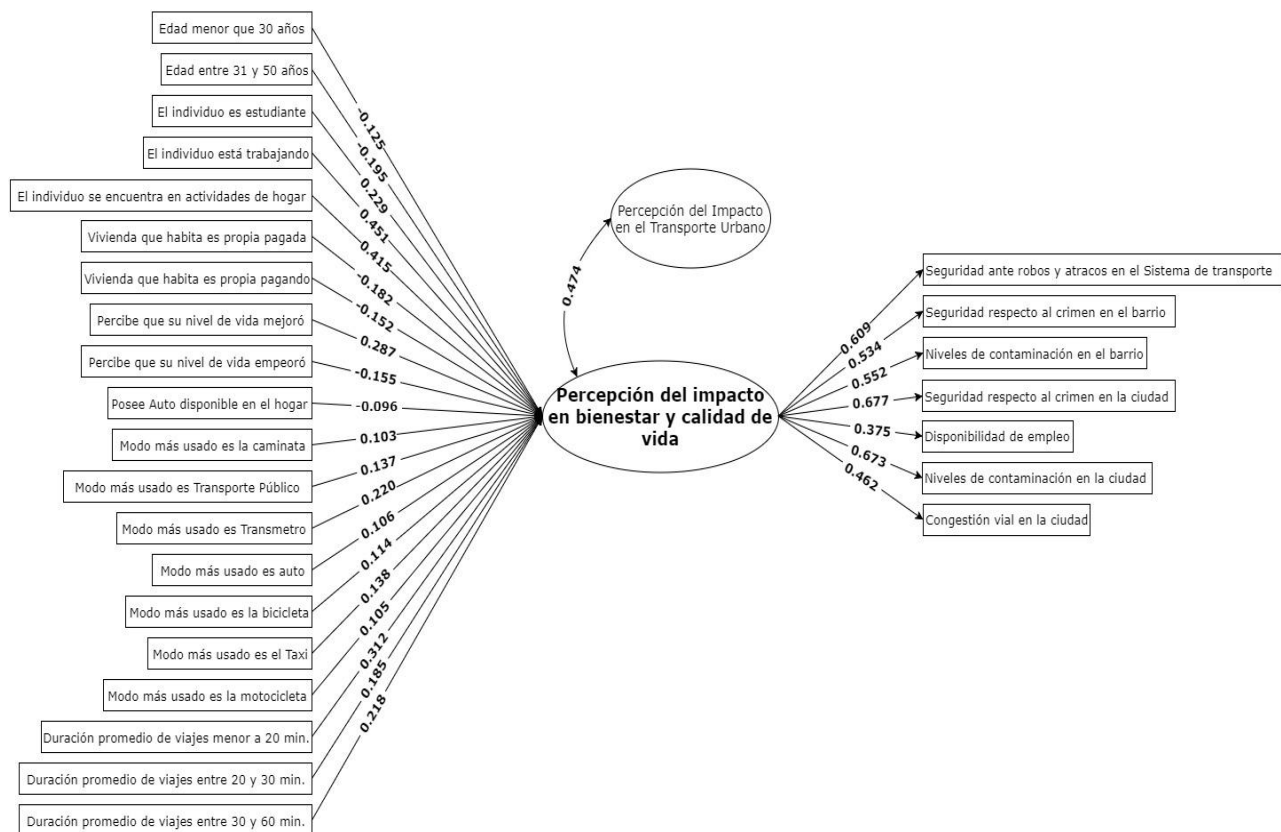 Edad menor que 30 años
Edad entre 31 y 50 años
El individuo es estudiante
El individuo está trabajando
El individuo se encuentra en actividades de hogar
Vivienda que habita es propia pagada
Vivienda que habita es propia pagando
Percibe que su nivel de vida mejoró
Percibe que su nivel de vida empeoró
Posee Auto disponible en el hogar
Modo más usado es la caminata
Modo más usado es Transporte Público
Modo más usado es Transmetro
Modo más usado es auto
Modo más usado es la bicicleta
Modo más usado es el Taxi
Modo más usado es la motocicleta
Duración promedio de viajes menor a 20 min.
Duración promedio de viajes entre 20 y 30 min.
Duración promedio de viajes entre 30 y 60 min.
-0.125
-0.195
0.229
0.451
0.415
-0.182
-0.152
0.287
-0.155
-0.096
0.103
0.137
0.220
0.106
0.114
0.138
0.105
0.312
0.185
0.218
Percepción del Impacto
en el Transporte Urbano
0.474
Percepción del impacto
en bienestar y calidad de
vida
0.609
0.534
0.552
0.677
0.375
0.673
0.462
Seguridad ante robos y atracos en el Sistema de transporte
Seguridad respecto al crimen en el barrio
Niveles de contaminación en el barrio
Seguridad respecto al crimen en la ciudad
Disponibilidad de empleo
Niveles de contaminación en la ciudad
Congestión vial en la ciudad